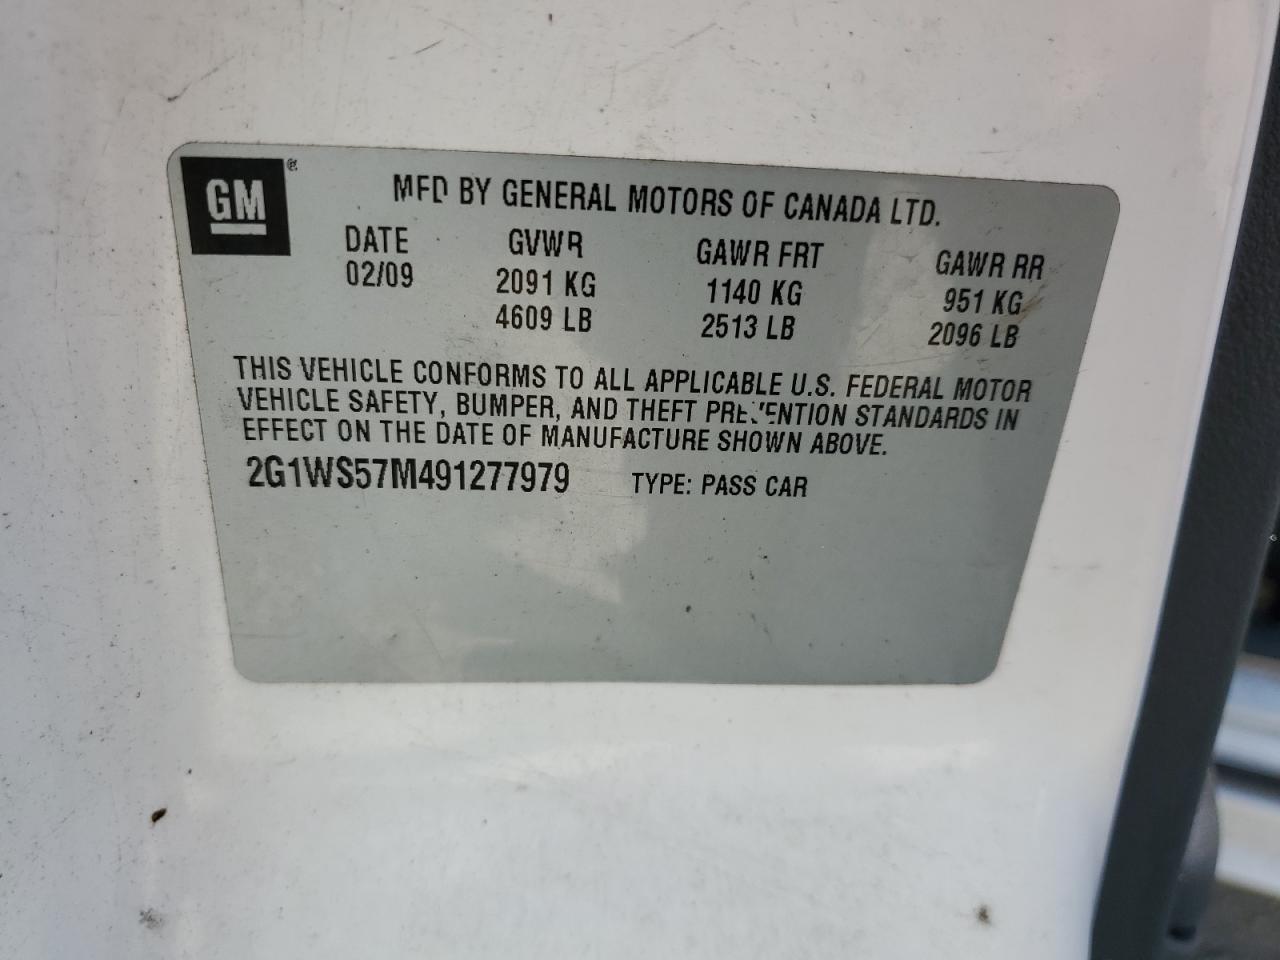 GM®
MFD BY GENERAL MOTORS OF CANADA LTD.
DATE GVWR GAWR FRT GAWR RR
02/09 2091 KG 1140 KG 951 KG
4609 LB 2513 LB 2096 LB
THIS VEHICLE CONFORMS TO ALL APPLICABLE U.S. FEDERAL MOTOR
VEHICLE SAFETY, BUMPER, AND THEFT PREVENTION STANDARDS IN
EFFECT ON THE DATE OF MANUFACTURE SHOWN ABOVE.
2G1WS57M491277979 TYPE: PASS CAR